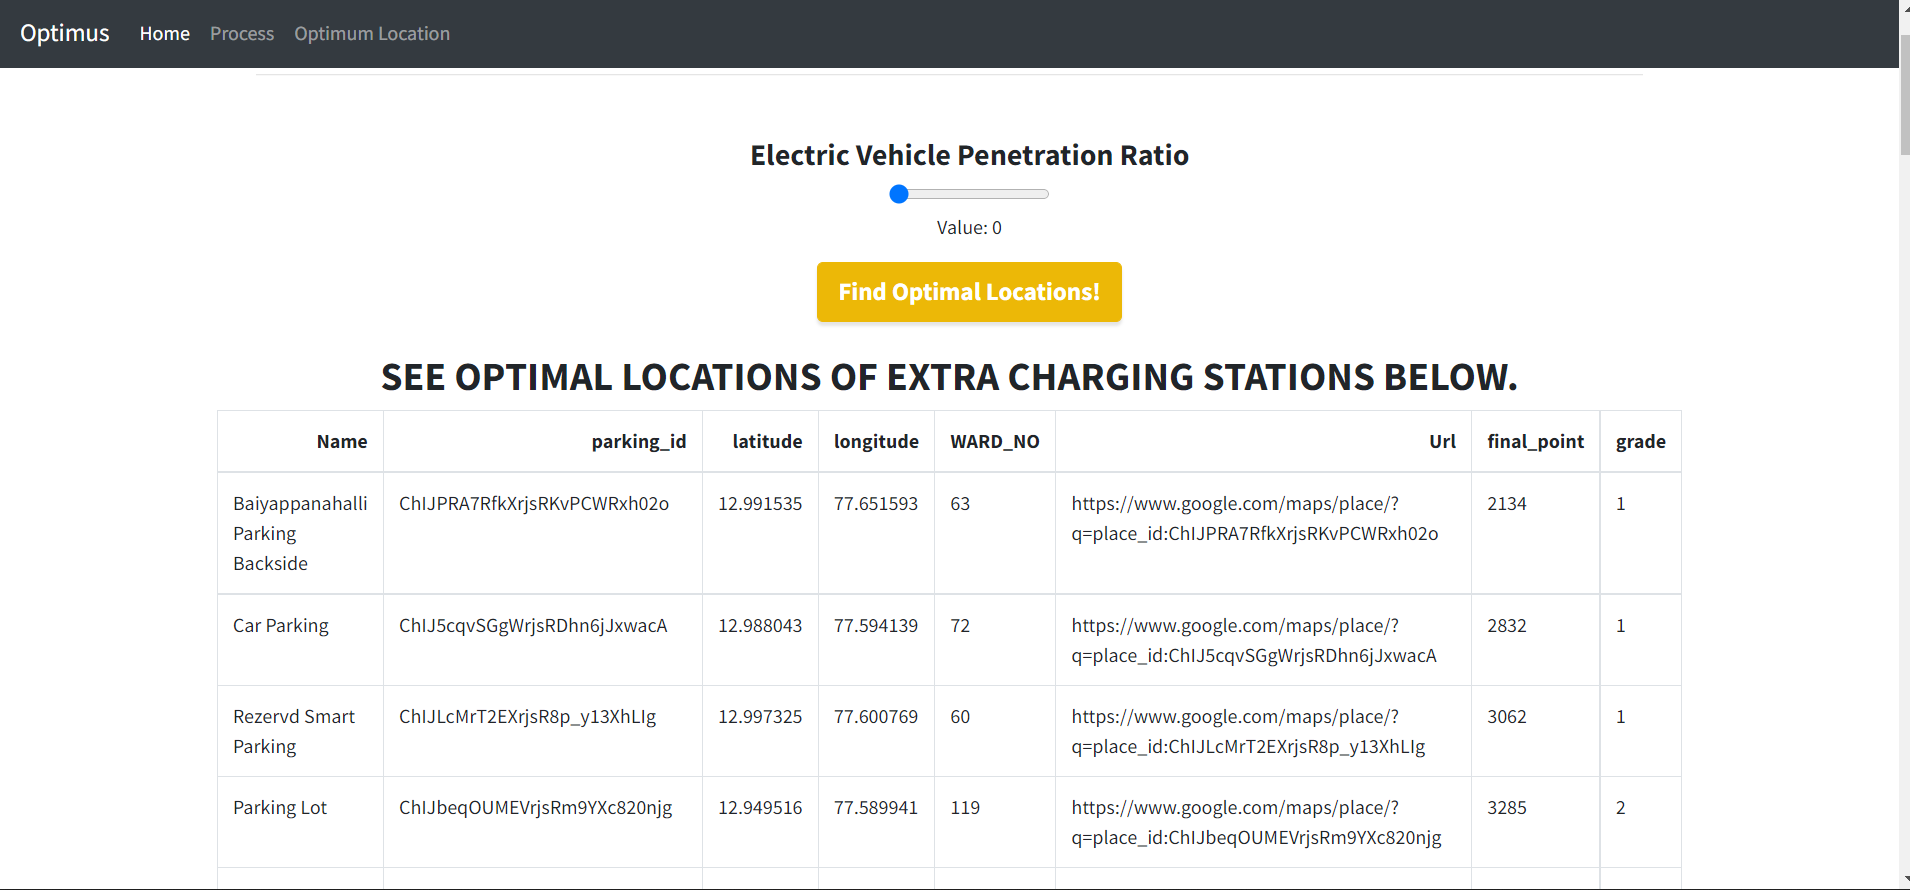 Optimus Home Process Optimum Location
Electric Vehicle Penetration Ratio
Value: 0
Find Optimal Locations!
SEE OPTIMAL LOCATIONS OF EXTRA CHARGING STATIONS BELOW.
Name parking_id latitude longitude WARD_NO Url final_point grade
Baiyappanahalli ChIJPRA7RfkXrjsRKvPCWRxh02o 12.991535 77.651593 63 https://www.google.com/maps/place/? 2134 1
Parking q=place_id:ChIJPRA7RfkXrjsRKvPCWRxh02o
Backside
Car Parking ChIJ5cqvSGgWrjsRDhn6jJxwacA 12.988043 77.594139 72 https://www.google.com/maps/place/? 2832 1
q=place_id:ChIJ5cqvSGgWrjsRDhn6jJxwacA
Rezervd Smart ChIJLcMrT2EXrjsR8p_y13XhLIg 12.997325 77.600769 60 https://www.google.com/maps/place/? 3062 1
Parking q=place_id:ChIJLcMrT2EXrjsR8p_y13XhLIg
Parking Lot ChIJbeqOUMEVrjsRm9YXc820njg 12.949516 77.589941 119 https://www.google.com/maps/place/? 3285 2
q=place_id:ChIJbeqOUMEVrjsRm9YXc820njg